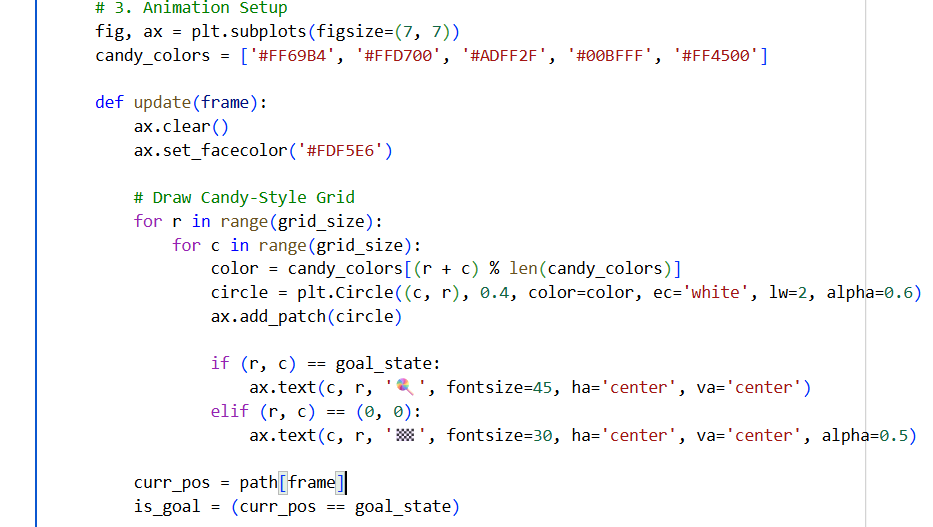 # 3. Animation Setup
fig, ax = plt.subplots(figsize=(7, 7))
candy_colors = ['#FF69B4', '#FFD700', '#ADFF2F', '#00BFFF', '#FF4500']
def update(frame):
    ax.clear()
    ax.set_facecolor('#FDF5E6')
    # Draw Candy-Style Grid
    for r in range(grid_size):
        for c in range(grid_size):
            color = candy_colors[(r + c) % len(candy_colors)]
            circle = plt.Circle((c, r), 0.4, color=color, ec='white', lw=2, alpha=0.6)
            ax.add_patch(circle)
            if (r, c) == goal_state:
                ax.text(c, r, '🍭', fontsize=45, ha='center', va='center')
            elif (r, c) == (0, 0):
                ax.text(c, r, '🏁', fontsize=30, ha='center', va='center', alpha=0.5)
    curr_pos = path[frame]
    is_goal = (curr_pos == goal_state)